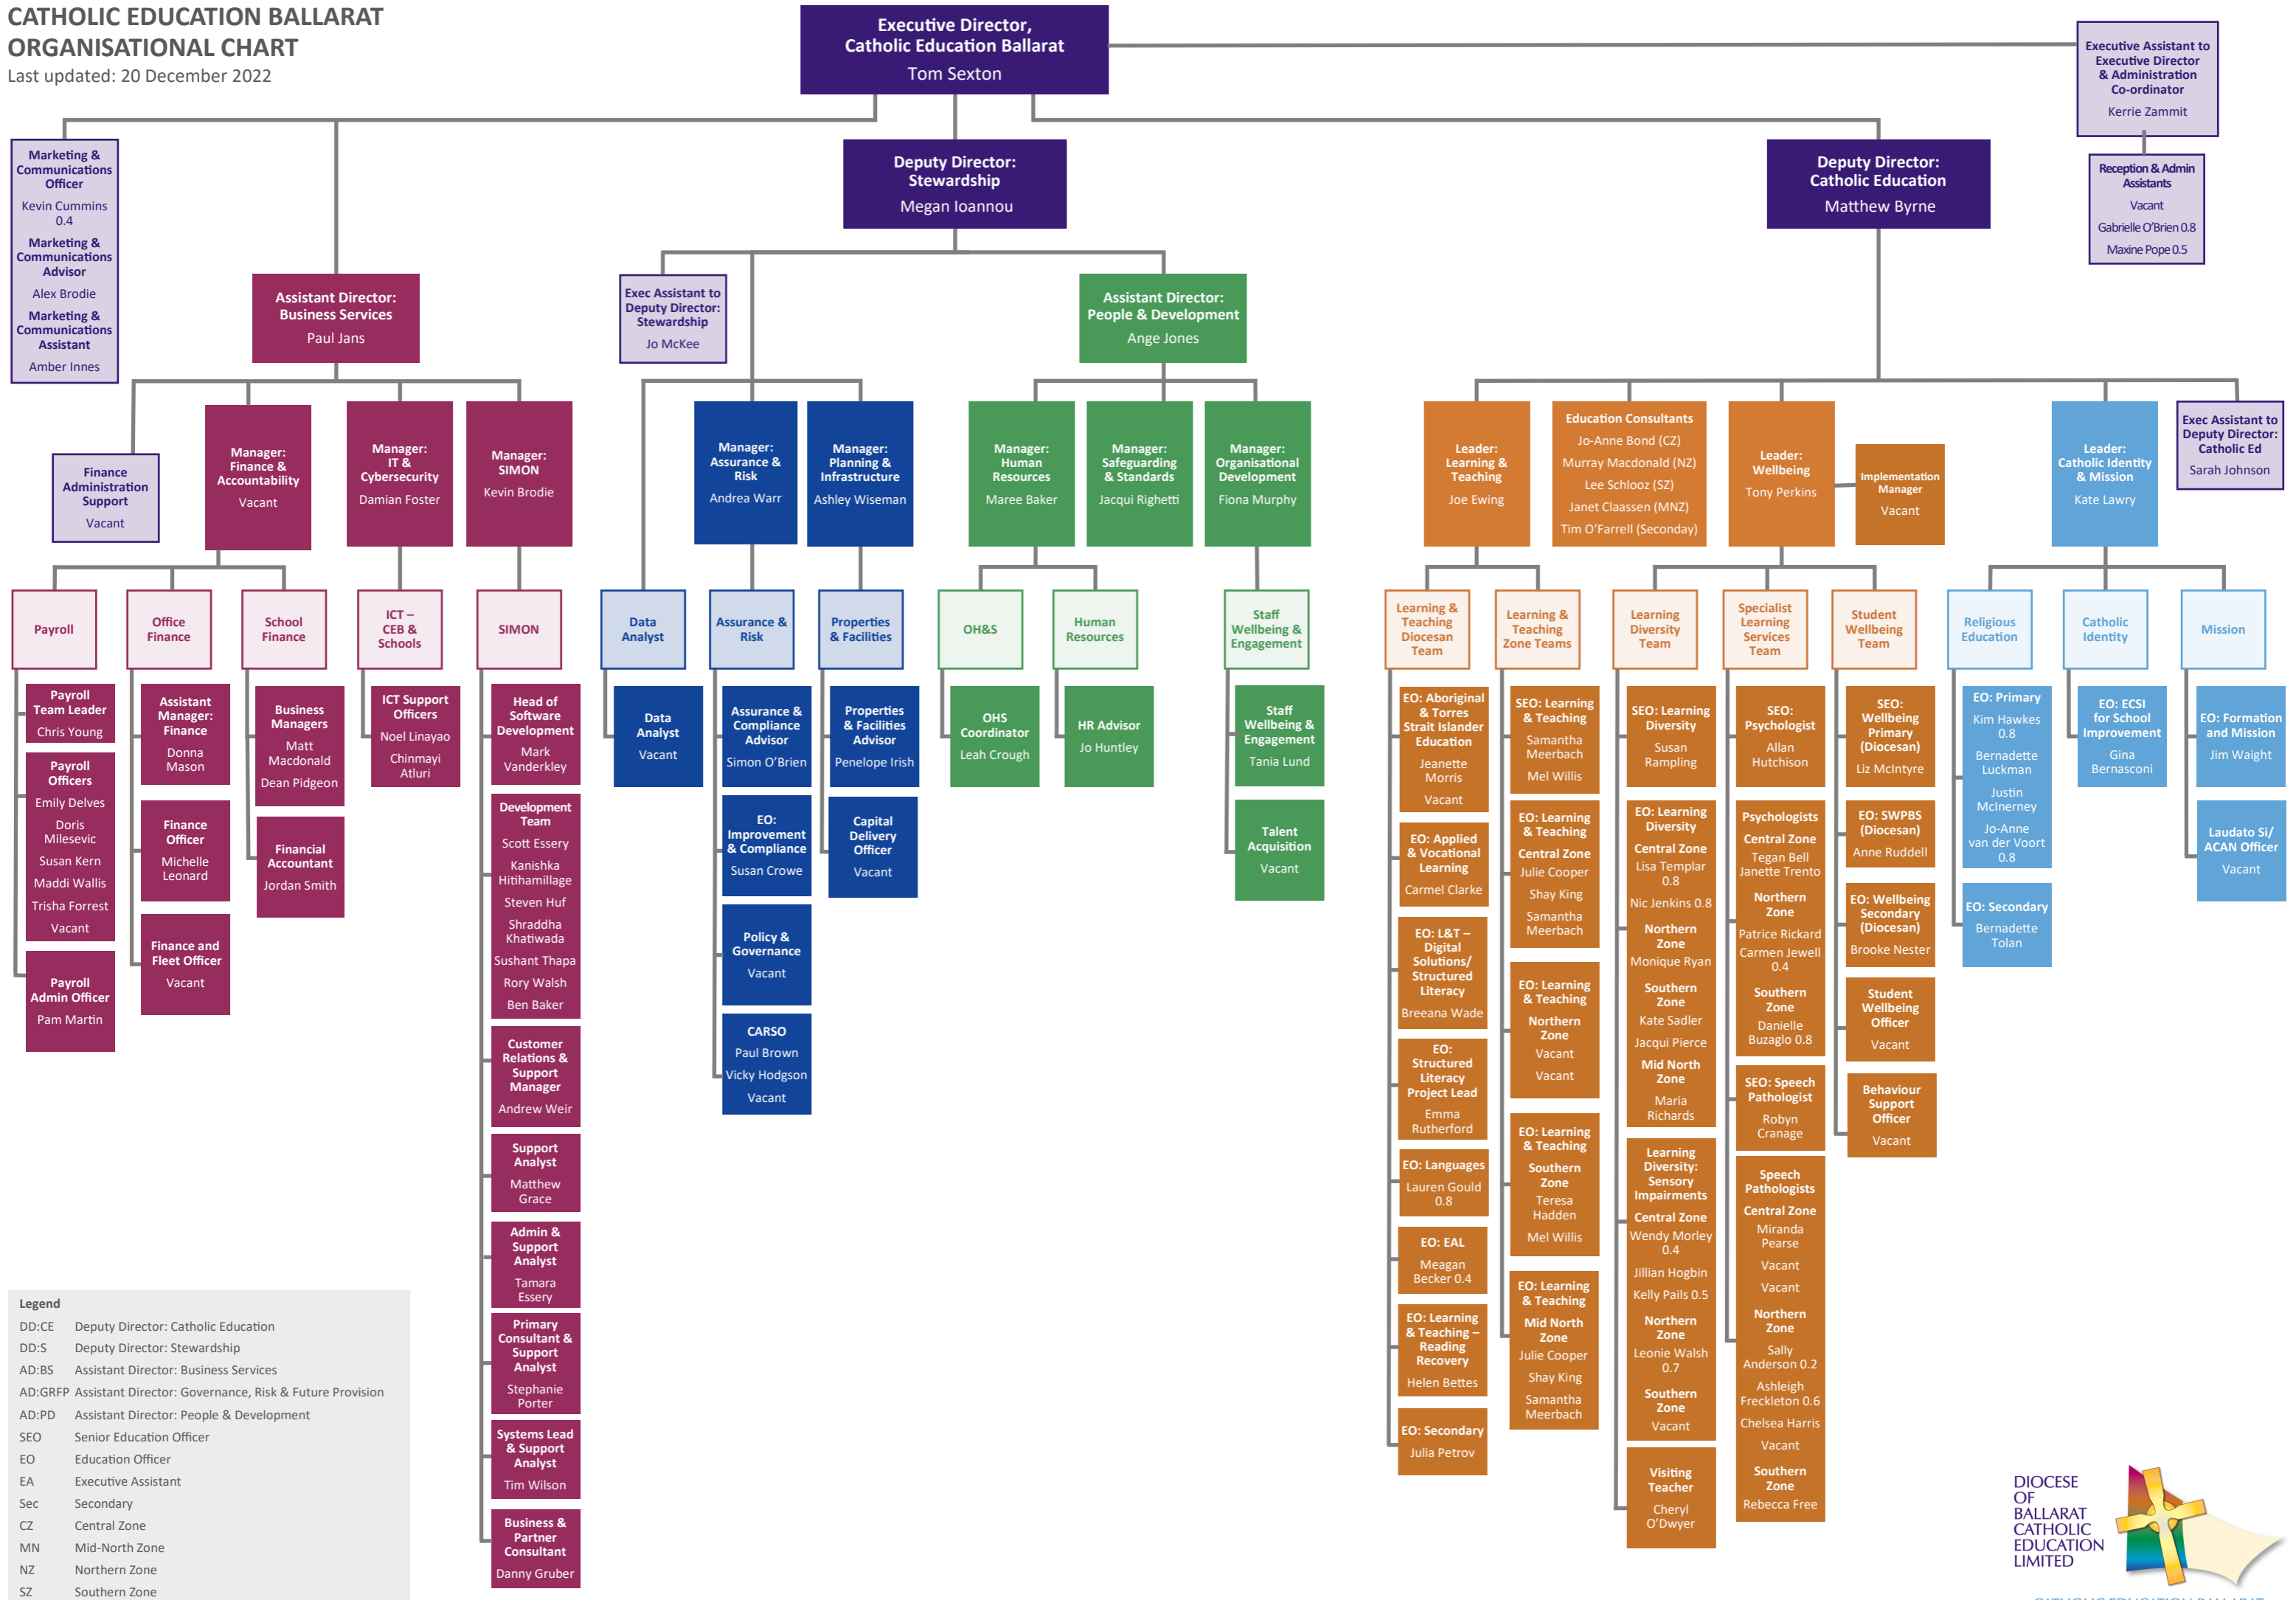 CATHOLIC EDUCATION BALLARAT
ORGANISATIONAL CHART
Last updated: 20 December 2022
Executive Director,
Catholic Education Ballarat
Tom Sexton
Executive Assistant to
Executive Director
& Administration
Co-ordinator
Kerrie Zammit
Reception & Admin
Assistants
Vacant
Gabrielle O'Brien 0.8
Maxine Pope 0.5
Marketing &
Communications
Officer
Kevin Cummins
0.4
Marketing &
Communications
Advisor
Alex Brodie
Marketing &
Communications
Assistant
Amber Innes
Deputy Director:
Stewardship
Megan Ioannou
Deputy Director:
Catholic Education
Matthew Byrne
Assistant Director:
Business Services
Paul Jans
Exec Assistant to
Deputy Director:
Stewardship
Jo McKee
Assistant Director:
People & Development
Ange Jones
Finance
Administration
Support
Vacant
Manager:
Finance &
Accountability
Vacant
Manager:
IT &
Cybersecurity
Damian Foster
Manager:
SIMON
Kevin Brodie
Manager:
Assurance &
Risk
Andrea Warr
Manager:
Planning &
Infrastructure
Ashley Wiseman
Manager:
Human
Resources
Maree Baker
Manager:
Safeguarding
& Standards
Jacqui Righetti
Manager:
Organisational
Development
Fiona Murphy
Leader:
Learning &
Teaching
Joe Ewing
Education Consultants
Jo-Anne Bond (CZ)
Murray Macdonald (NZ)
Lee Schlooz (SZ)
Janet Claassen (MNZ)
Tim O'Farrell (Seconday)
Leader:
Wellbeing
Tony Perkins
Implementation
Manager
Vacant
Leader:
Catholic Identity
& Mission
Kate Lawry
Exec Assistant to
Deputy Director:
Catholic Ed
Sarah Johnson
Payroll
Payroll
Team Leader
Chris Young
Payroll
Officers
Emily Delves
Doris
Milesevic
Susan Kern
Maddi Wallis
Trisha Forrest
Vacant
Payroll
Admin Officer
Pam Martin
Office
Finance
Assistant
Manager:
Finance
Donna
Mason
Finance
Officer
Michelle
Leonard
Finance and
Fleet Officer
Vacant
School
Finance
Business
Managers
Matt
Macdonald
Dean Pidgeon
Financial
Accountant
Jordan Smith
ICT –
CEB &
Schools
ICT Support
Officers
Noel Linayao
Chinmayi
Atluri
SIMON
Head of
Software
Development
Mark
Vanderkley
Development
Team
Scott Essery
Kanishka
Hitihamillage
Steven Huf
Shraddha
Khatiwada
Sushant Thapa
Rory Walsh
Ben Baker
Customer
Relations &
Support
Manager
Andrew Weir
Support
Analyst
Matthew
Grace
Admin &
Support
Analyst
Tamara
Essery
Primary
Consultant &
Support
Analyst
Stephanie
Porter
Systems Lead
& Support
Analyst
Tim Wilson
Business &
Partner
Consultant
Danny Gruber
Data
Analyst
Data
Analyst
Vacant
Assurance &
Risk
Assurance &
Compliance
Advisor
Simon O'Brien
EO:
Improvement
& Compliance
Susan Crowe
Policy &
Governance
Vacant
CARSO
Paul Brown
Vicky Hodgson
Vacant
Properties
& Facilities
Properties
& Facilities
Advisor
Penelope Irish
Capital
Delivery
Officer
Vacant
OH&S
OHS
Coordinator
Leah Crough
Human
Resources
HR Advisor
Jo Huntley
Staff
Wellbeing &
Engagement
Staff
Wellbeing &
Engagement
Tania Lund
Talent
Acquisition
Vacant
Learning &
Teaching
Diocesan
Team
EO: Aboriginal
& Torres
Strait Islander
Education
Jeanette
Morris
Vacant
EO: Applied
& Vocational
Learning
Carmel Clarke
EO: L&T –
Digital
Solutions/
Structured
Literacy
Breeana Wade
EO:
Structured
Literacy
Project Lead
Emma
Rutherford
EO: Languages
Lauren Gould
0.8
EO: EAL
Meagan
Becker 0.4
EO: Learning
& Teaching –
Reading
Recovery
Helen Bettes
EO: Secondary
Julia Petrov
Learning &
Teaching
Zone Teams
SEO: Learning
& Teaching
Samantha
Meerbach
Mel Willis
EO: Learning
& Teaching
Central Zone
Julie Cooper
Shay King
Samantha
Meerbach
EO: Learning
& Teaching
Northern
Zone
Vacant
Vacant
EO: Learning
& Teaching
Southern
Zone
Teresa
Hadden
Mel Willis
EO: Learning
& Teaching
Mid North
Zone
Julie Cooper
Shay King
Samantha
Meerbach
Learning
Diversity
Team
SEO: Learning
Diversity
Susan
Rampling
EO: Learning
Diversity
Central Zone
Lisa Templar
0.8
Nic Jenkins 0.8
Northern
Zone
Monique Ryan
Southern
Zone
Kate Sadler
Jacqui Pierce
Mid North
Zone
Maria
Richards
Learning
Diversity:
Sensory
Impairments
Central Zone
Wendy Morley
0.4
Jillian Hogbin
Kelly Pails 0.5
Northern
Zone
Leonie Walsh
0.7
Southern
Zone
Vacant
Visiting
Teacher
Cheryl
O'Dwyer
Specialist
Learning
Services
Team
SEO:
Psychologist
Allan
Hutchison
Psychologists
Central Zone
Tegan Bell
Janette Trento
Northern
Zone
Patrice Rickard
Carmen Jewell
0.4
Southern
Zone
Danielle
Buzaglo 0.8
SEO: Speech
Pathologist
Robyn
Cranage
Speech
Pathologists
Central Zone
Miranda
Pearse
Vacant
Vacant
Northern
Zone
Sally
Anderson 0.2
Ashleigh
Freckleton 0.6
Chelsea Harris
Vacant
Southern
Zone
Rebecca Free
Student
Wellbeing
Team
SEO:
Wellbeing
Primary
(Diocesan)
Liz McIntyre
EO: SWPBS
(Diocesan)
Anne Ruddell
EO: Wellbeing
Secondary
(Diocesan)
Brooke Nester
Student
Wellbeing
Officer
Vacant
Behaviour
Support
Officer
Vacant
Religious
Education
EO: Primary
Kim Hawkes
0.8
Bernadette
Luckman
Justin
McInerney
Jo-Anne
van der Voort
0.8
EO: Secondary
Bernadette
Tolan
Catholic
Identity
EO: ECSI
for School
Improvement
Gina
Bernasconi
Mission
EO: Formation
and Mission
Jim Waight
Laudato Si/
ACAN Officer
Vacant
Legend
DD:CE Deputy Director: Catholic Education
DD:S Deputy Director: Stewardship
AD:BS Assistant Director: Business Services
AD:GRFP Assistant Director: Governance, Risk & Future Provision
AD:PD Assistant Director: People & Development
SEO Senior Education Officer
EO Education Officer
EA Executive Assistant
Sec Secondary
CZ Central Zone
MN Mid-North Zone
NZ Northern Zone
SZ Southern Zone
DIOCESE
OF
BALLARAT
CATHOLIC
EDUCATION
LIMITED
CATHOLIC EDUCATION BALLARAT